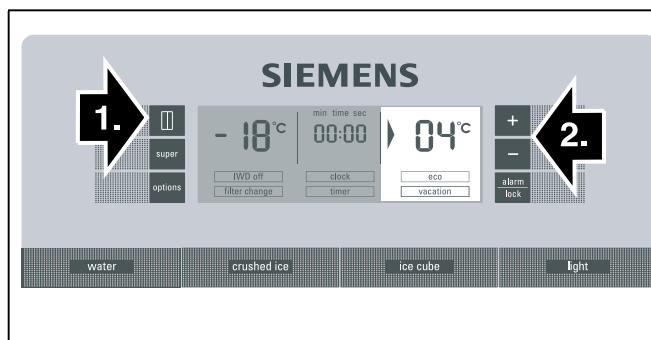 SIEMENS
1.
super
options
min time sec
- 18°C
00:00
04°C
IWD off
clock
eco
filter change
timer
vacation
+
-
alarm
lock
2.
water
crushed ice
ice cube
light